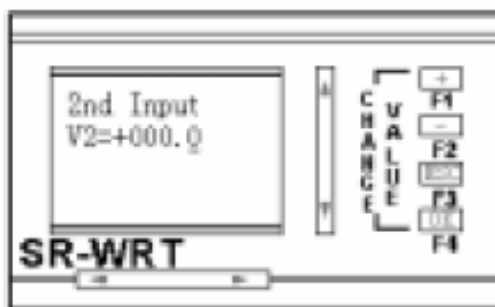 2nd Input
V2=+000.0
CHANGE
VALUE
+
F1
-
F2
F3
F4
SR-WRT